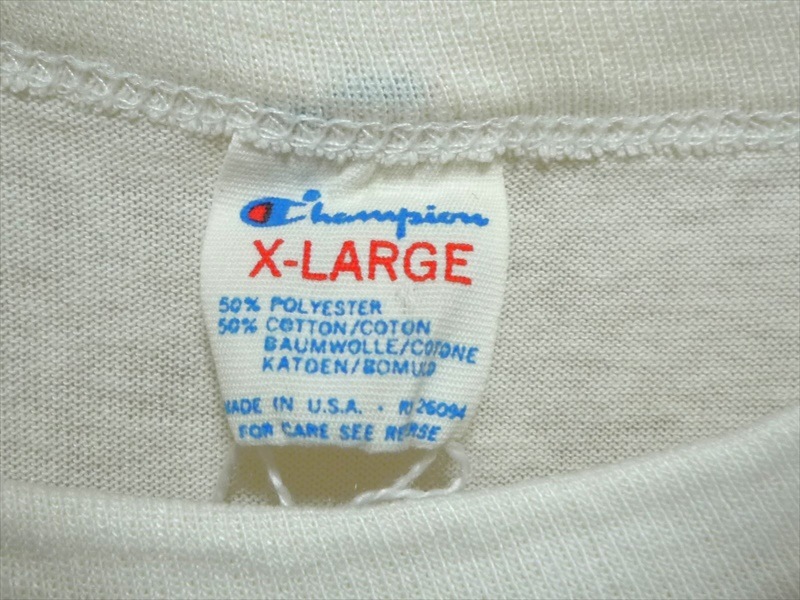 Champion
X-LARGE
50% POLYESTER
50% COTTON/COTON
BAUMWOLLE/COTONE
KATOEN/BOMULD
MADE IN U.S.A. · RN 26094
FOR CARE SEE REVERSE